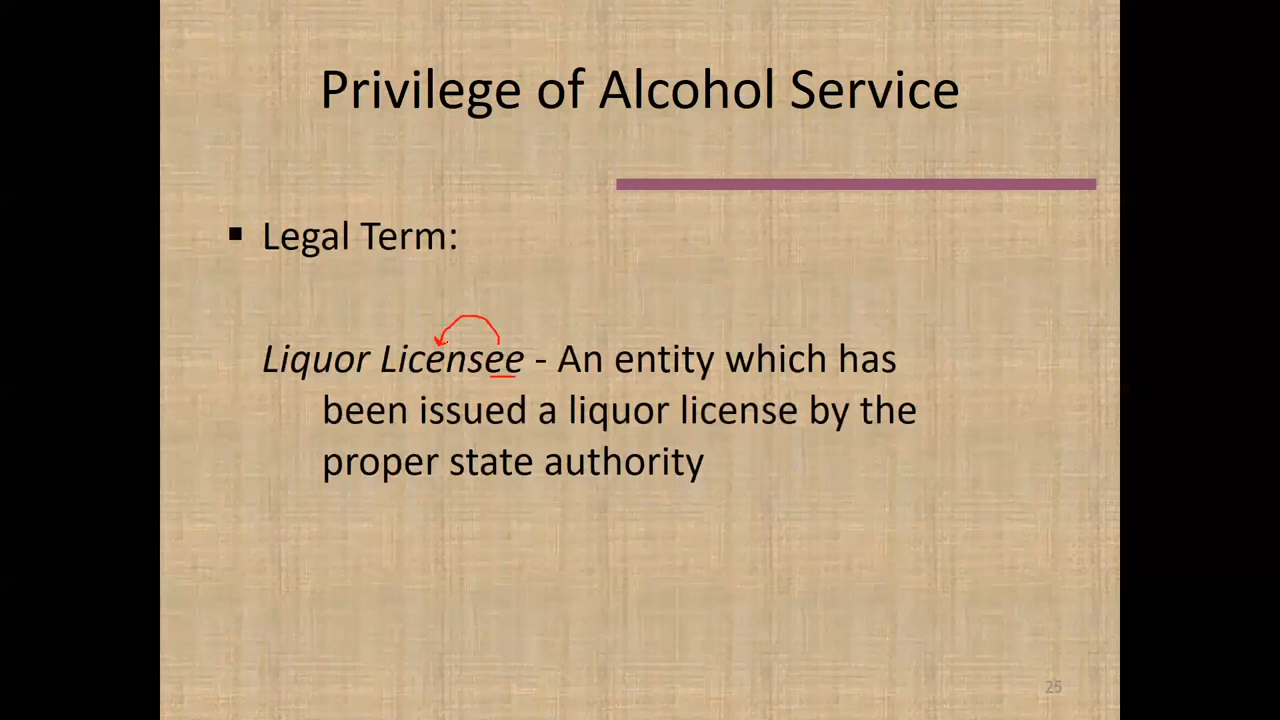 Privilege of Alcohol Service
▪ Legal Term:
Liquor Licensee - An entity which has
been issued a liquor license by the
proper state authority
25